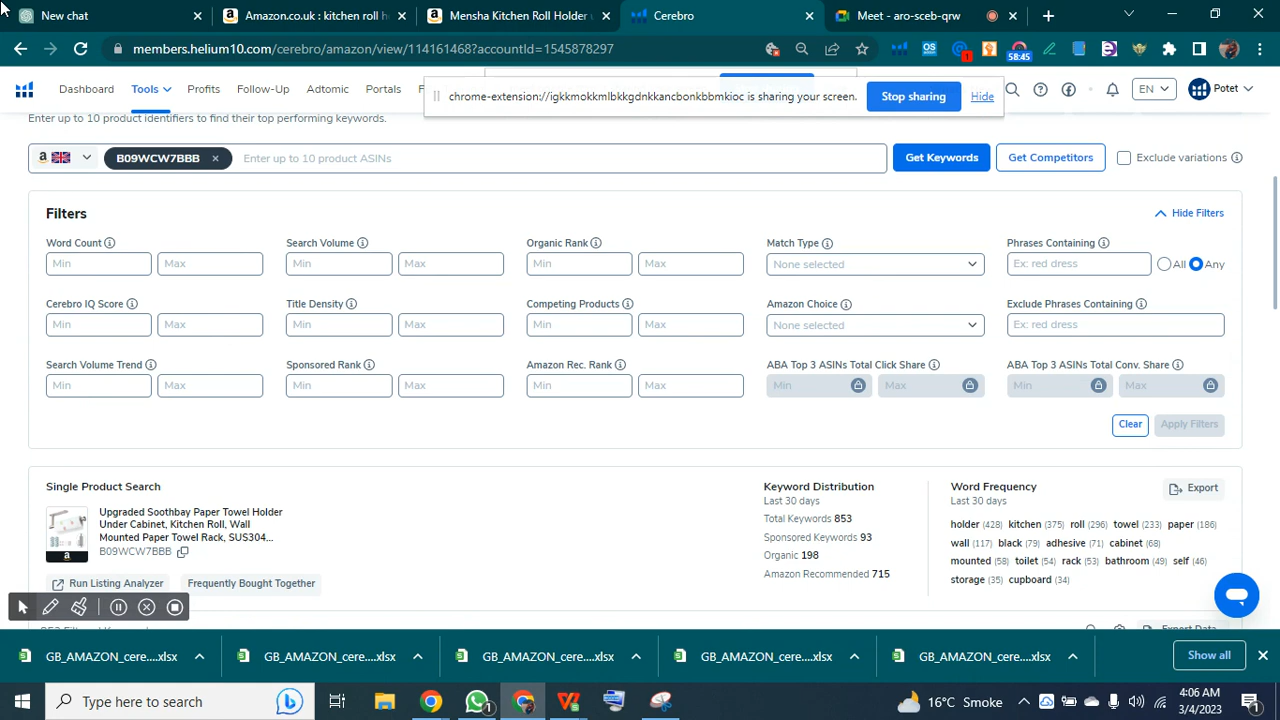 New chat
Amazon.co.uk : kitchen roll h
Mensha Kitchen Roll Holder u
Cerebro
Meet - aro-sceb-qrw
members.helium10.com/cerebro/amazon/view/114161468?accountId=1545878297
OS
1
58:45
Dashboard
Tools
Profits
Follow-Up
Adtomic
Portals
F
chrome-extension://igkkmokkmlbkkgdnkkancbonkbbmkioc is sharing your screen.
Stop sharing
Hide
EN
Potet
Enter up to 10 product identifiers to find their top performing keywords.
B09WCW7BBB
Enter up to 10 product ASINs
Get Keywords
Get Competitors
Exclude variations
Filters
Hide Filters
Word Count
Search Volume
Organic Rank
Match Type
Phrases Containing
Min Max Min Max Min Max None selected Ex: red dress All Any
Cerebro IQ Score
Title Density
Competing Products
Amazon Choice
Exclude Phrases Containing
Min Max Min Max Min Max None selected Ex: red dress
Search Volume Trend
Sponsored Rank
Amazon Rec. Rank
ABA Top 3 ASINs Total Click Share
ABA Top 3 ASINs Total Conv. Share
Min Max Min Max Min Max Min Max Min Max
Clear
Apply Filters
Single Product Search
Upgraded Soothbay Paper Towel Holder
Under Cabinet, Kitchen Roll, Wall
Mounted Paper Towel Rack, SUS304...
B09WCW7BBB
Run Listing Analyzer
Frequently Bought Together
Keyword Distribution
Last 30 days
Total Keywords 853
Sponsored Keywords 93
Organic 198
Amazon Recommended 715
Word Frequency
Last 30 days
Export
holder (428) kitchen (375) roll (296) towel (233) paper (186)
wall (117) black (79) adhesive (71) cabinet (68)
mounted (58) toilet (54) rack (53) bathroom (49) self (46)
storage (35) cupboard (34)
Export Data
GB_AMAZON_cere....xlsx
GB_AMAZON_cere....xlsx
GB_AMAZON_cere....xlsx
GB_AMAZON_cere....xlsx
GB_AMAZON_cere....xlsx
Show all
Type here to search
1
16°C Smoke
4:06 AM
3/4/2023
1